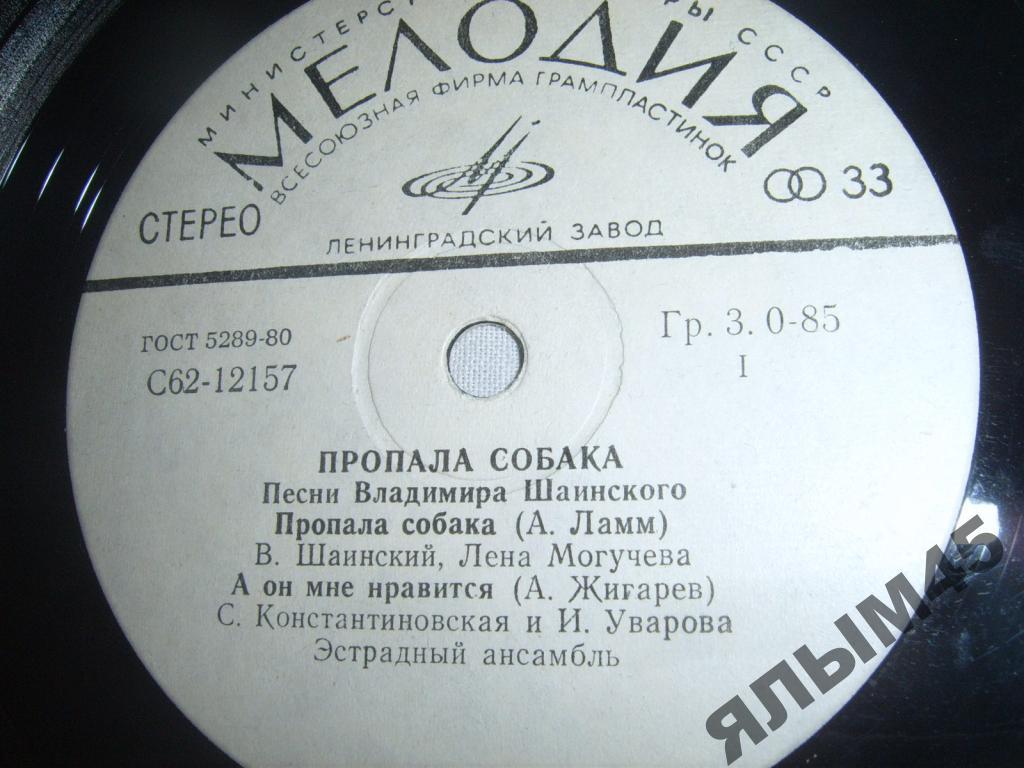 МИНИСТЕРСТ РЫ СССР
МЕЛОДИЯ
ВСЕСОЮЗНАЯ ФИРМА ГРАМПЛАСТИНОК
СТЕРЕО
33
ЛЕНИНГРАДСКИЙ ЗАВОД
ГОСТ 5289-80
Гр. 3. 0-85
С62-12157
I
ПРОПАЛА СОБАКА
Песни Владимира Шаинского
Пропала собака (А. Ламм)
В. Шаинский, Лена Могучева
А он мне нравится (А. Жигарев)
С. Константиновская и И. Уварова
Эстрадный ансамбль
ЯЛЫМ45